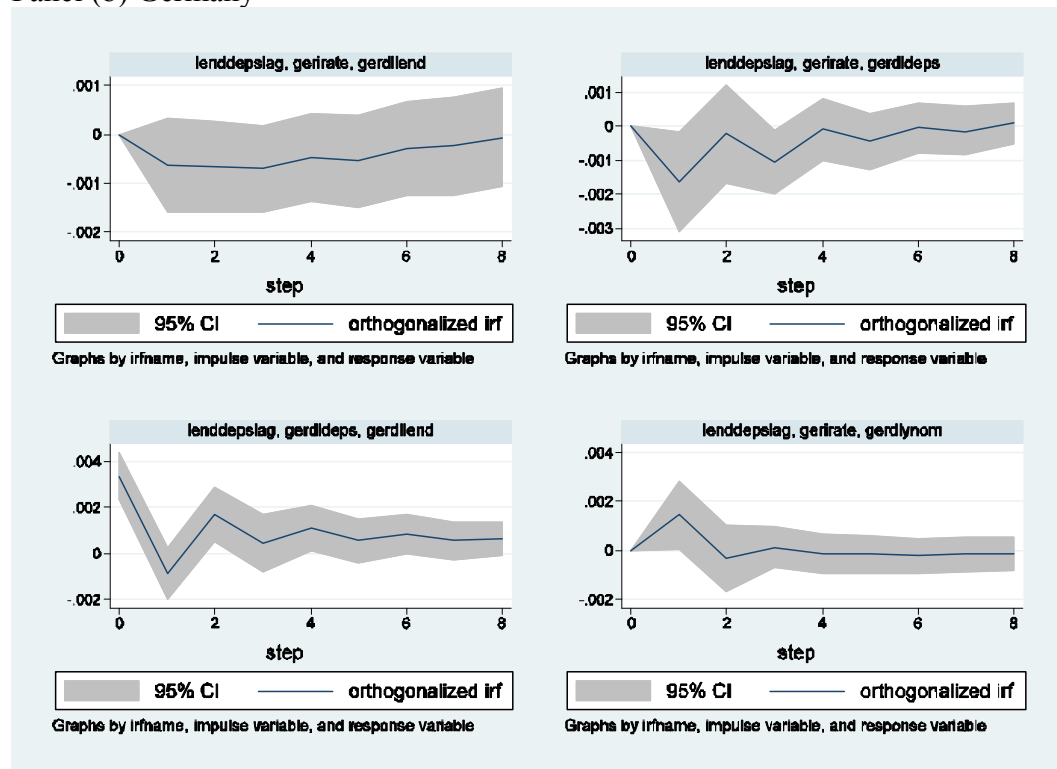 Panel (b) Germany
lenddepslag, gerirate, gerdllend
.001
0
-.001
-.002
0 2 4 6 8
step
95% CI orthogonalized irf
Graphs by irfname, impulse variable, and response variable
lenddepslag, gerirate, gerdldeps
.001
0
-.001
-.002
-.003
0 2 4 6 8
step
95% CI orthogonalized irf
Graphs by irfname, impulse variable, and response variable
lenddepslag, gerdldeps, gerdllend
.004
.002
0
-.002
0 2 4 6 8
step
95% CI orthogonalized irf
Graphs by irfname, impulse variable, and response variable
lenddepslag, gerirate, gerdlynom
.004
.002
0
-.002
0 2 4 6 8
step
95% CI orthogonalized irf
Graphs by irfname, impulse variable, and response variable